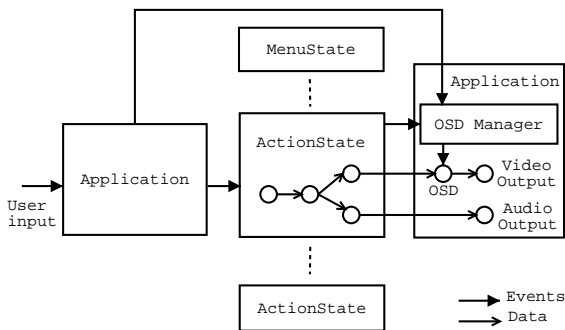 MenuState
Application
OSD Manager
ActionState
Application
Video
Output
OSD
User
input
Audio
Output
ActionState
Events
Data